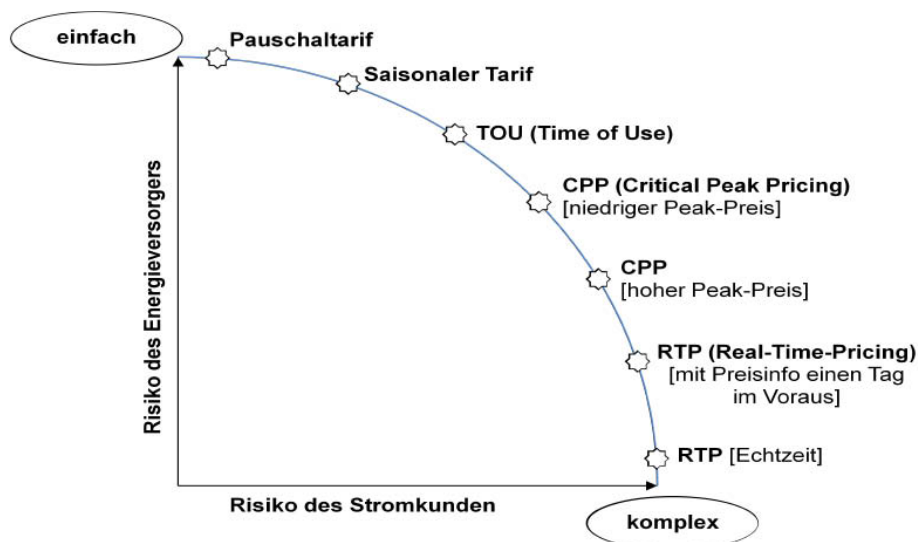 einfach
Pauschaltarif
Saisonaler Tarif
TOU (Time of Use)
CPP (Critical Peak Pricing)
[niedriger Peak-Preis]
CPP
[hoher Peak-Preis]
RTP (Real-Time-Pricing)
[mit Preisinfo einen Tag
im Voraus]
RTP [Echtzeit]
Risiko des Energieversorgers
Risiko des Stromkunden
komplex